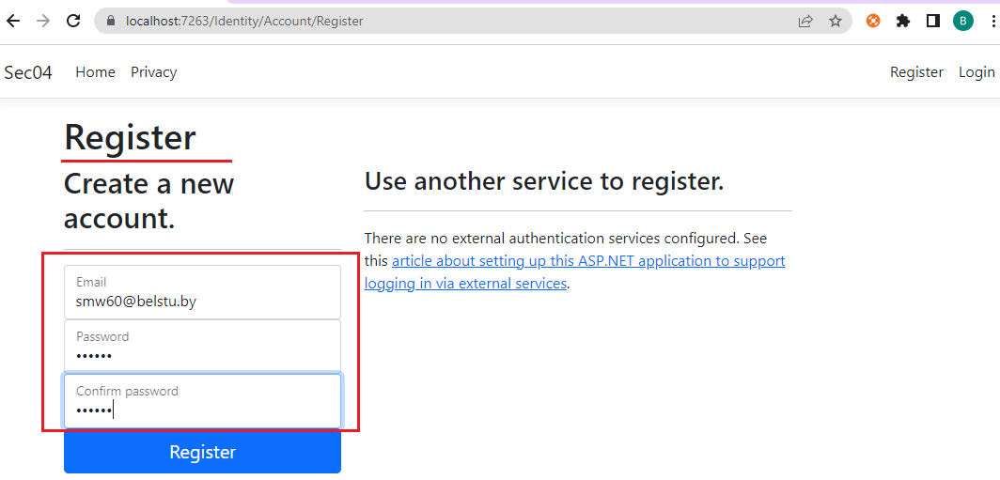 localhost:7263/Identity/Account/Register
B
Sec04 Home Privacy Register Login
Register
Create a new
account.
Email
smw60@belstu.by
Password
••••••
Confirm password
••••••
Register
Use another service to register.
There are no external authentication services configured. See
this article about setting up this ASP.NET application to support
logging in via external services.